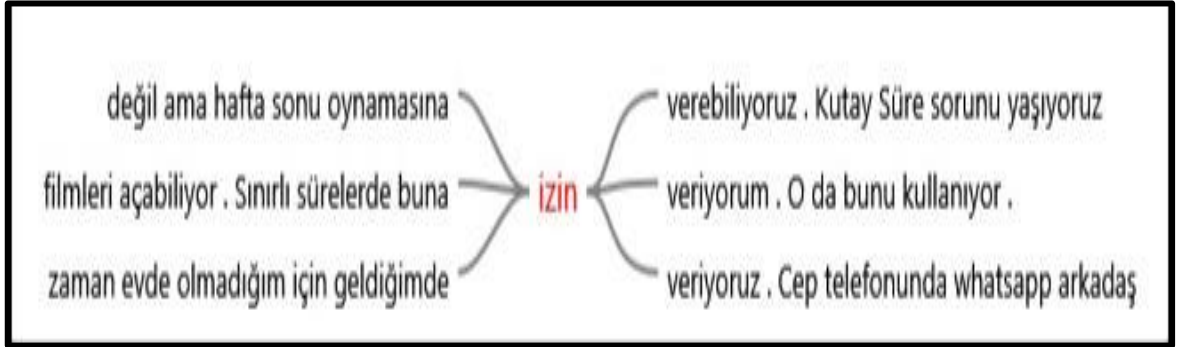 değil ama hafta sonu oynamasına
verebiliyoruz . Kutay Süre sorunu yaşıyoruz
filmleri açabiliyor . Sınırlı sürelerde buna
izin
veriyorum . O da bunu kullanıyor .
zaman evde olmadığım için geldiğimde
veriyoruz . Cep telefonunda whatsapp arkadaş